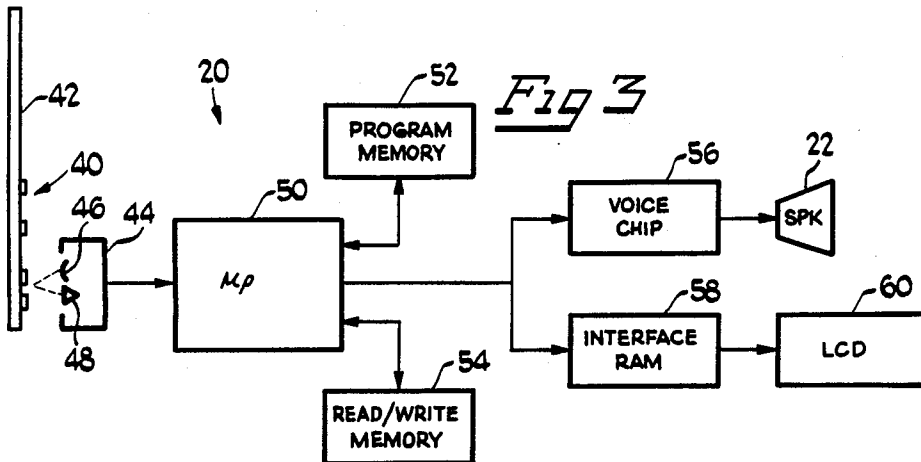 42
20
52
Fig 3
PROGRAM
MEMORY
40
46
44
50
56
22
VOICE
CHIP
SPK
μp
48
58
60
INTERFACE
RAM
LCD
54
READ/WRITE
MEMORY